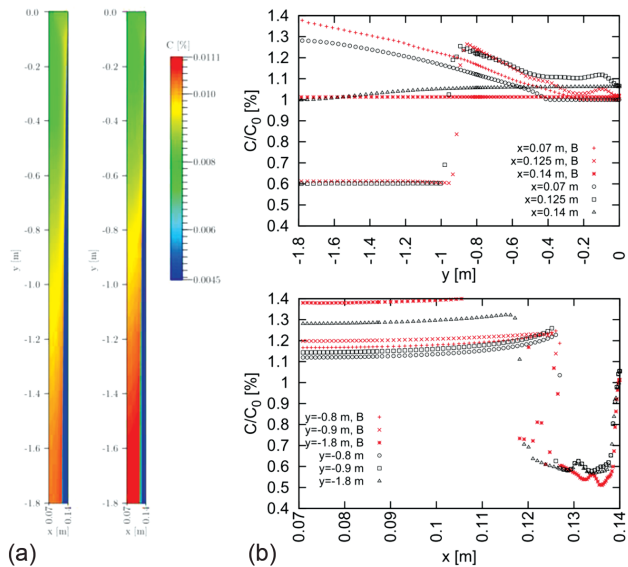 0.0
-0.2
-0.4
-0.6
-0.8
-1.0
-1.2
-1.4
-1.6
-1.8
y [m]
0.07
0.14
x [m]
y [m]
0.07
0.14
x [m]
C [%]
0.0111
0.010
0.008
0.006
0.0045
(a)
1.4
1.3
1.2
1.1
1
0.9
0.8
0.7
0.6
0.5
0.4
C/C0 [%]
x=0.07 m, B
x=0.125 m, B
x=0.14 m, B
x=0.07 m
x=0.125 m
x=0.14 m
-1.8
-1.6
-1.4
-1.2
-1
-0.8
-0.6
-0.4
-0.2
0
y [m]
1.4
1.3
1.2
1.1
1
0.9
0.8
0.7
0.6
0.5
0.4
C/C0 [%]
y=-0.8 m, B
y=-0.9 m, B
y=-1.8 m, B
y=-0.8 m
y=-0.9 m
y=-1.8 m
0.07
0.08
0.09
0.1
0.11
0.12
0.13
0.14
x [m]
(b)